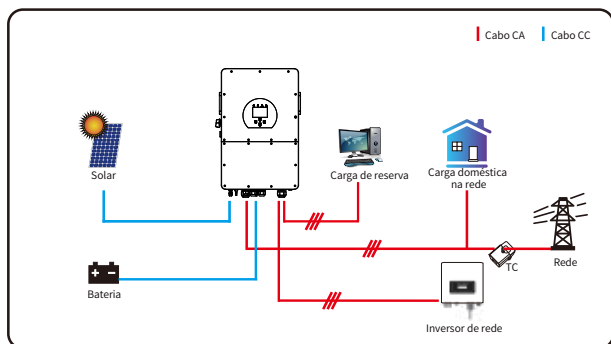 Cabo CA
Cabo CC
Solar
Carga de reserva
Carga doméstica
na rede
TC
Rede
Bateria
Inversor de rede